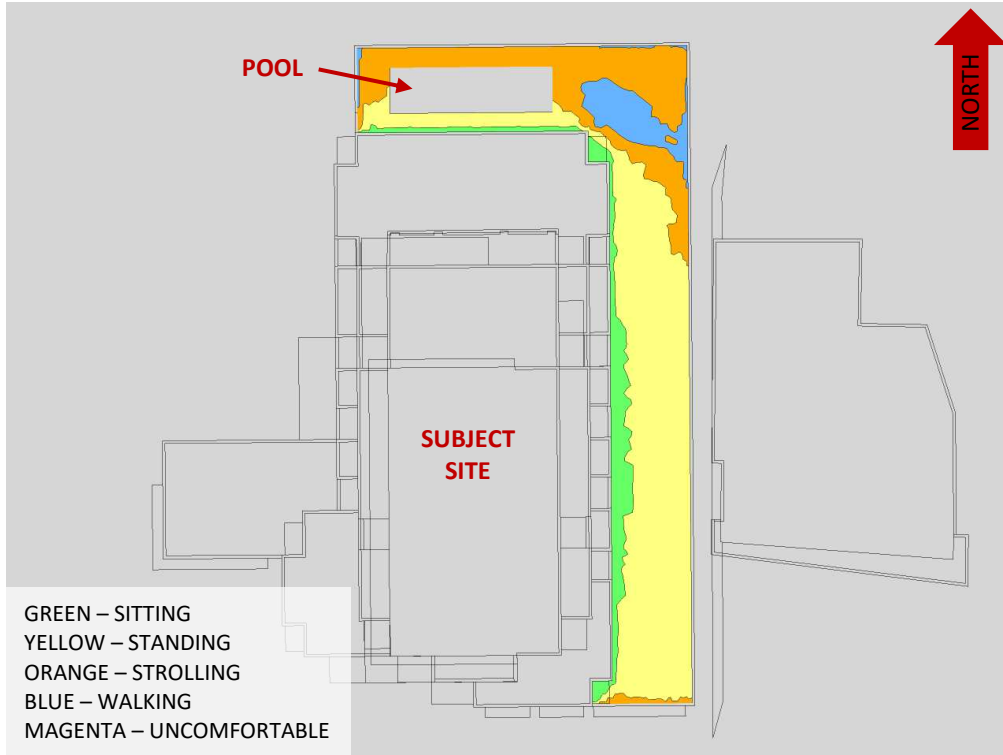 POOL
NORTH
SUBJECT
SITE
GREEN – SITTING
YELLOW – STANDING
ORANGE – STROLLING
BLUE – WALKING
MAGENTA – UNCOMFORTABLE